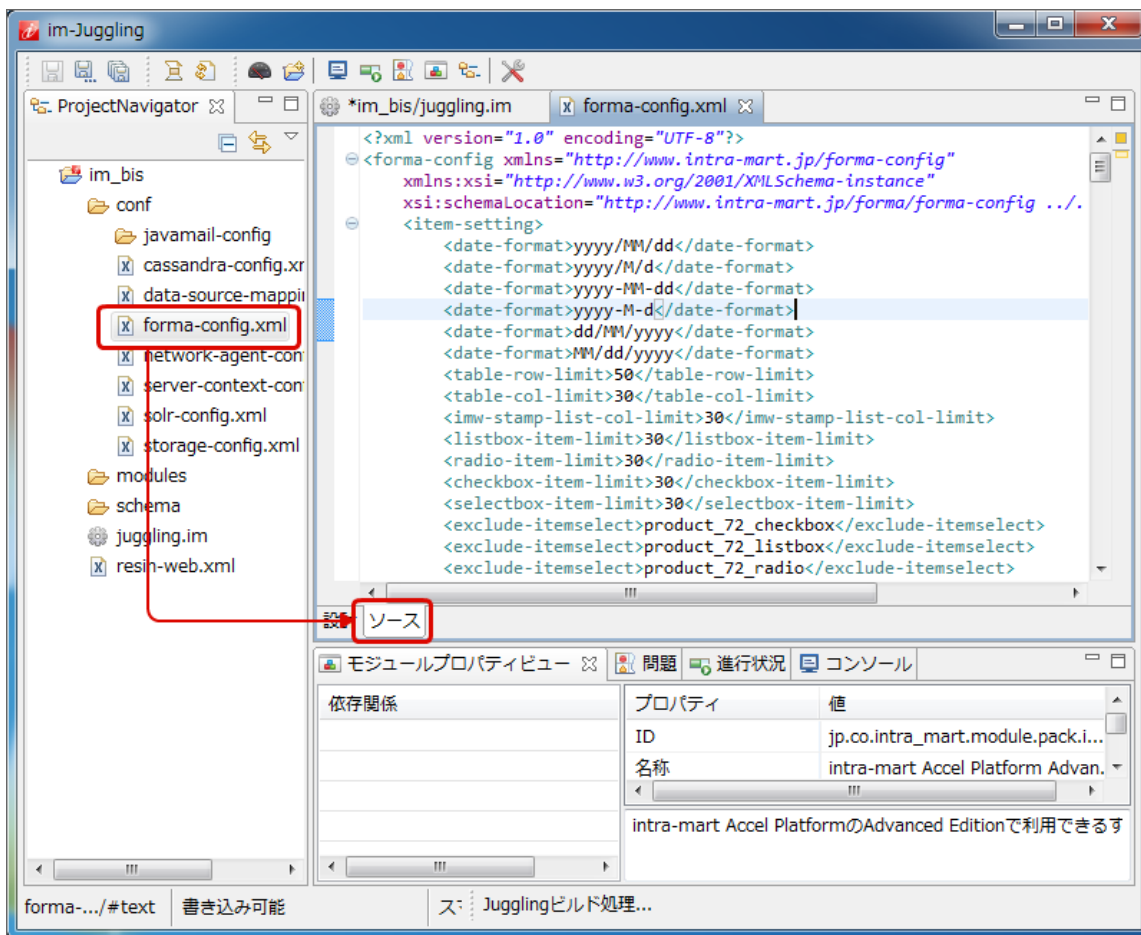 im-Juggling
ProjectNavigator
im_bis
conf
javamail-config
cassandra-config.xr
data-source-mappi
forma-config.xml
network-agent-con
server-context-con
solr-config.xml
storage-config.xml
modules
schema
juggling.im
resin-web.xml
*im_bis/juggling.im
forma-config.xml
<?xml version="1.0" encoding="UTF-8"?>
<forma-config xmlns="http://www.intra-mart.jp/forma-config"
xmlns:xsi="http://www.w3.org/2001/XMLSchema-instance"
xsi:schemaLocation="http://www.intra-mart.jp/forma/forma-config ../.
<item-setting>
<date-format>yyyy/MM/dd</date-format>
<date-format>yyyy/M/d</date-format>
<date-format>yyyy-MM-dd</date-format>
<date-format>yyyy-M-d</date-format>
<date-format>dd/MM/yyyy</date-format>
<date-format>MM/dd/yyyy</date-format>
<table-row-limit>50</table-row-limit>
<table-col-limit>30</table-col-limit>
<imw-stamp-list-col-limit>30</imw-stamp-list-col-limit>
<listbox-item-limit>30</listbox-item-limit>
<radio-item-limit>30</radio-item-limit>
<checkbox-item-limit>30</checkbox-item-limit>
<selectbox-item-limit>30</selectbox-item-limit>
<exclude-itemselect>product_72_checkbox</exclude-itemselect>
<exclude-itemselect>product_72_listbox</exclude-itemselect>
<exclude-itemselect>product_72_radio</exclude-itemselect>
ソース
モジュールプロパティビュー 問題 進行状況 コンソール
依存関係
プロパティ 値
ID jp.co.intra_mart.module.pack.i...
名称 intra-mart Accel Platform Advan.
intra-mart Accel PlatformのAdvanced Editionで利用できるす
forma-.../#text 書き込み可能 Jugglingビルド処理...